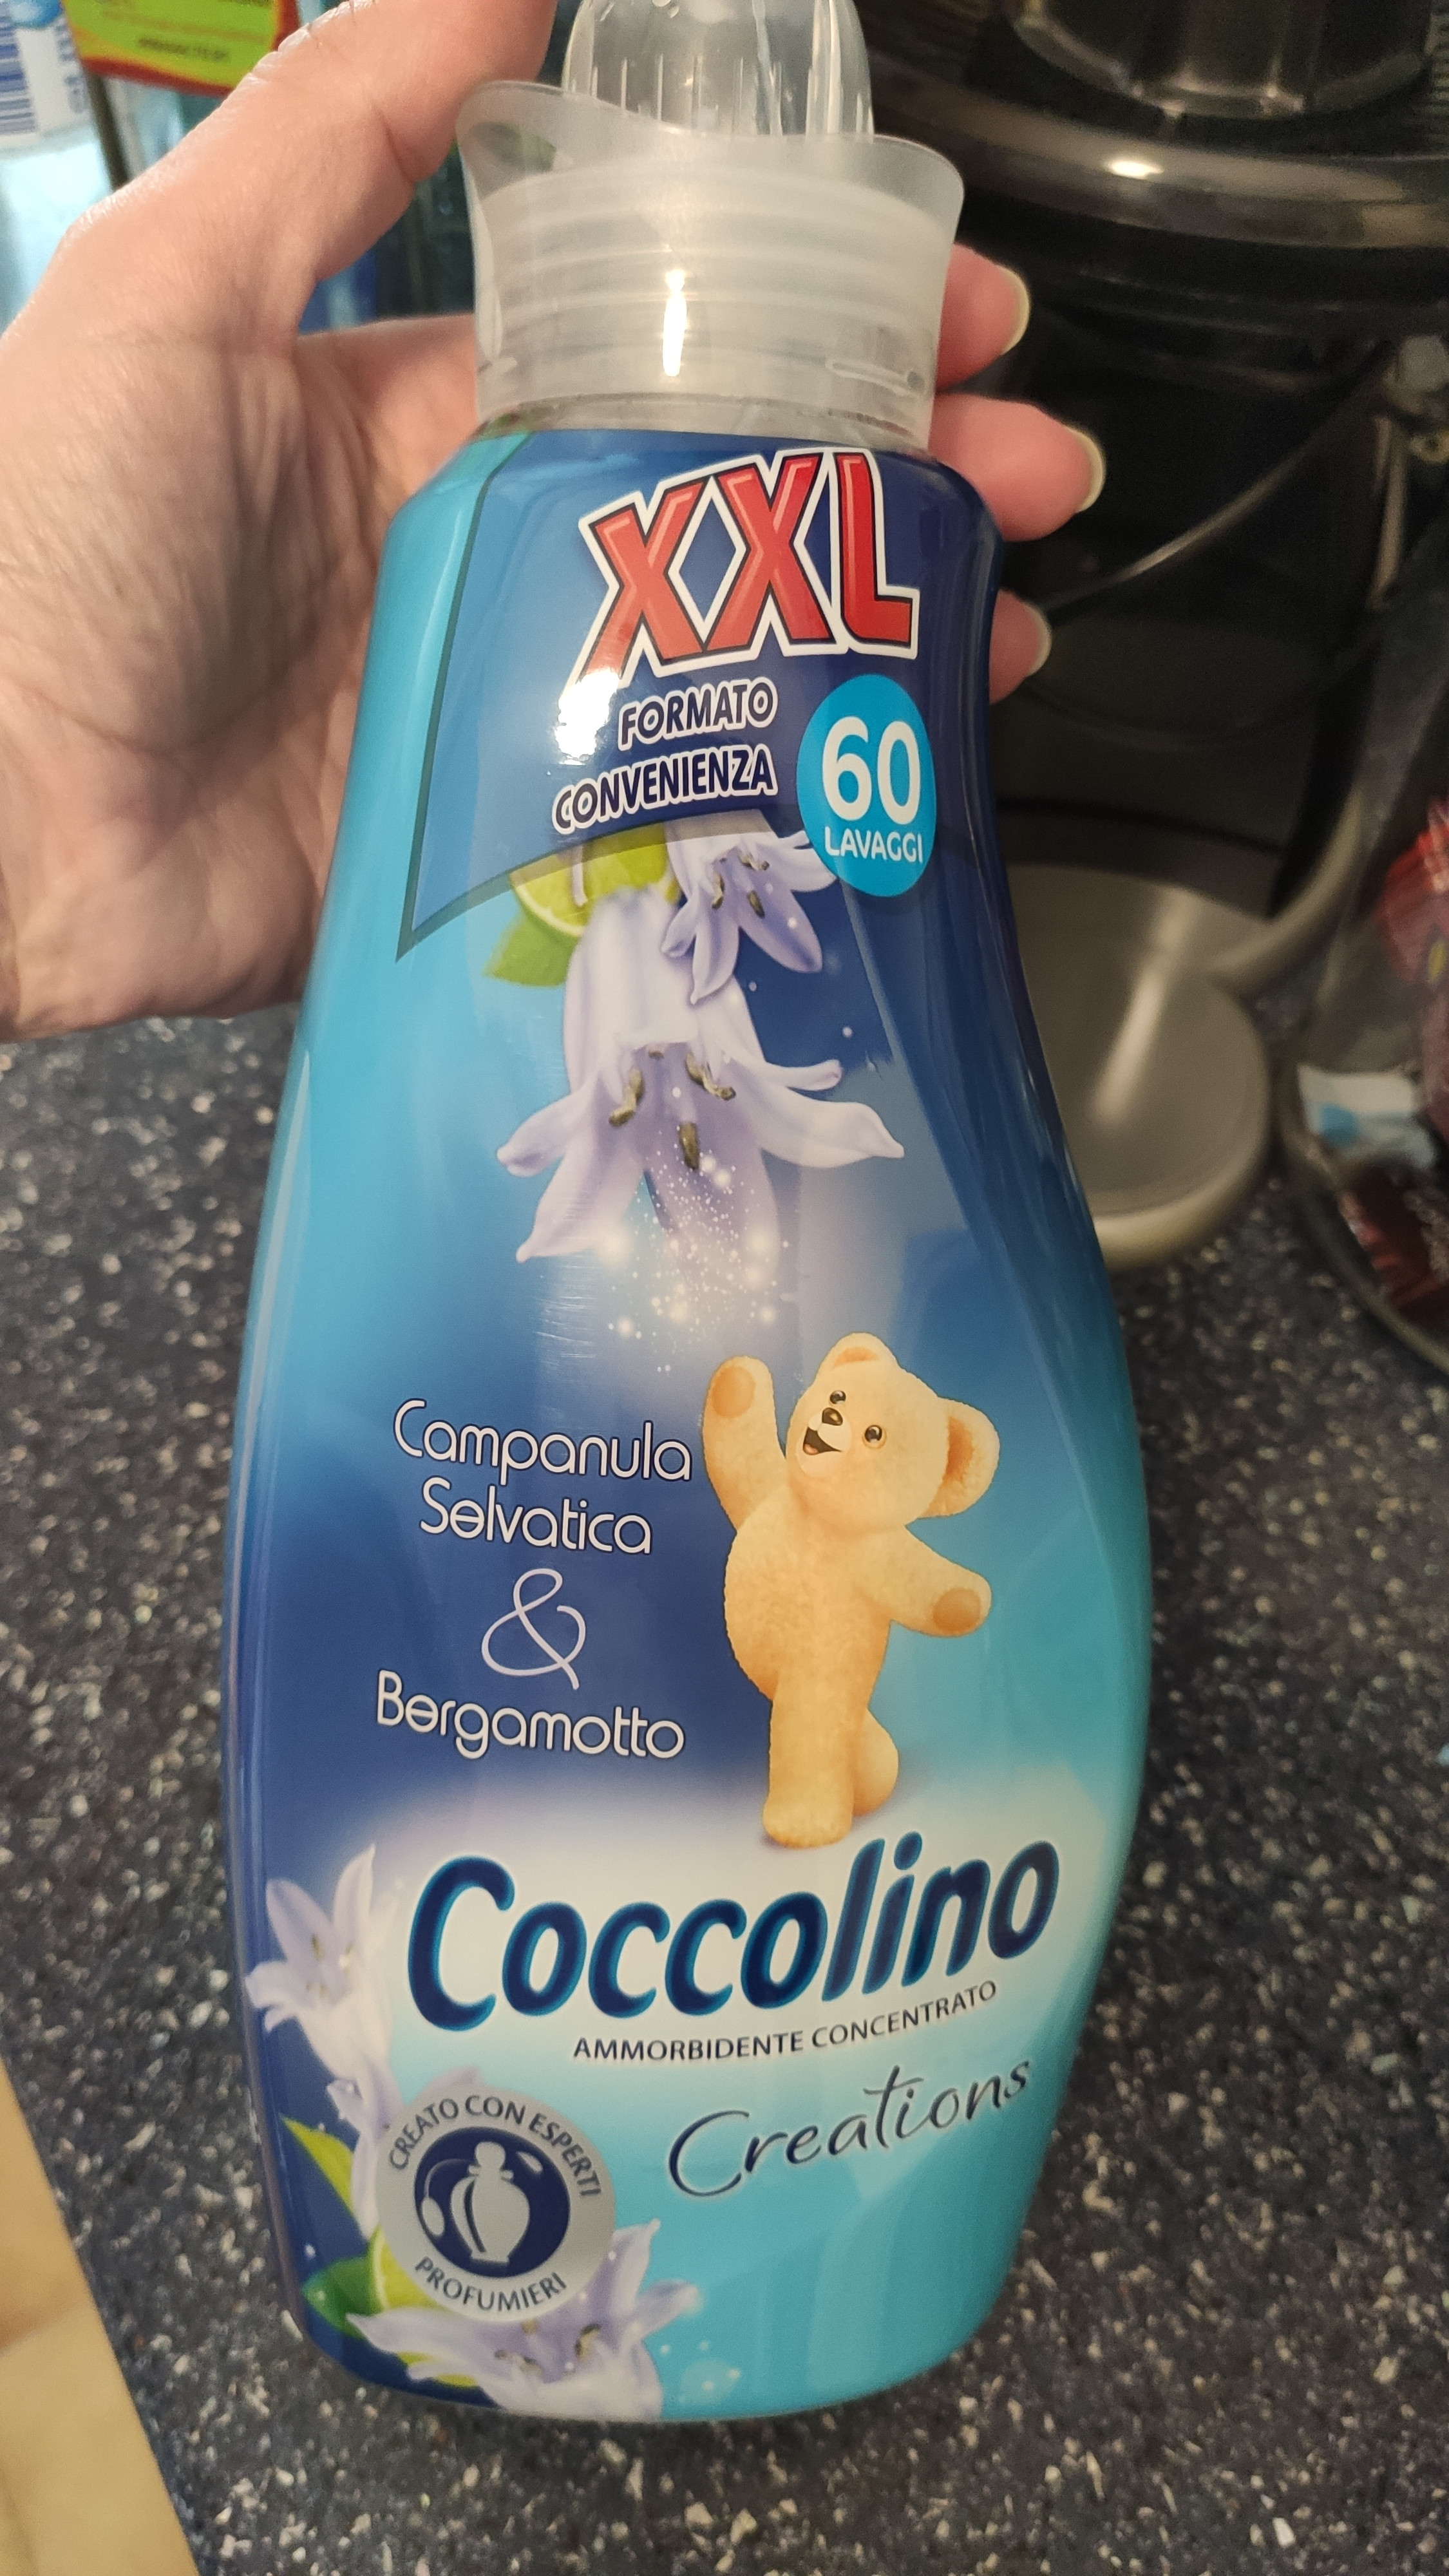 XXL
FORMATO
CONVENIENZA
60
LAVAGGI
Campanula
Selvatica
&
Bergamotto
Coccolino
AMMORBIDENTE CONCENTRATO
Creations
CREATO CON ESPERTI
PROFUMIERI